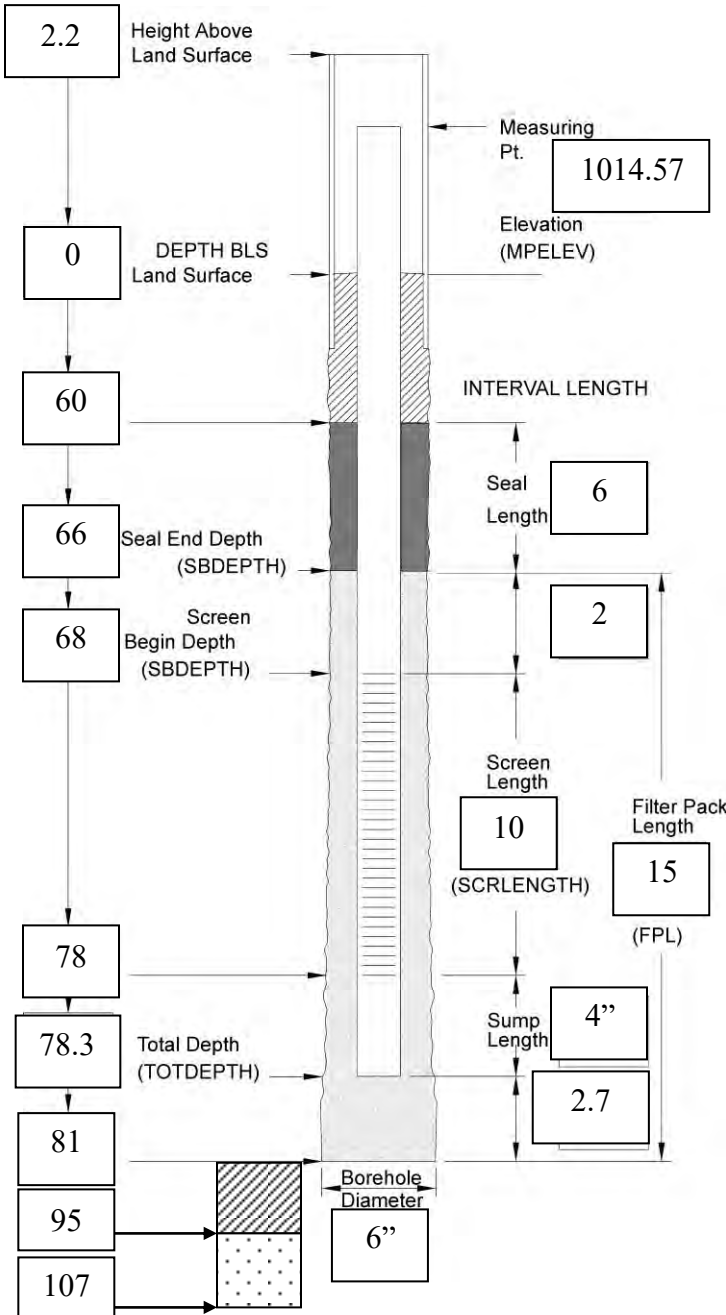 2.2
Height Above
Land Surface
Measuring
Pt.
1014.57
Elevation
(MPELEV)
0
DEPTH BLS
Land Surface
60
INTERVAL LENGTH
Seal
Length
6
66
Seal End Depth
(SBDEPTH)
2
68
Screen
Begin Depth
(SBDEPTH)
Screen
Length
10
(SCRLENGTH)
Filter Pack
Length
15
(FPL)
78
Sump
Length
4”
78.3
Total Depth
(TOTDEPTH)
2.7
81
Borehole
Diameter
6”
95
107